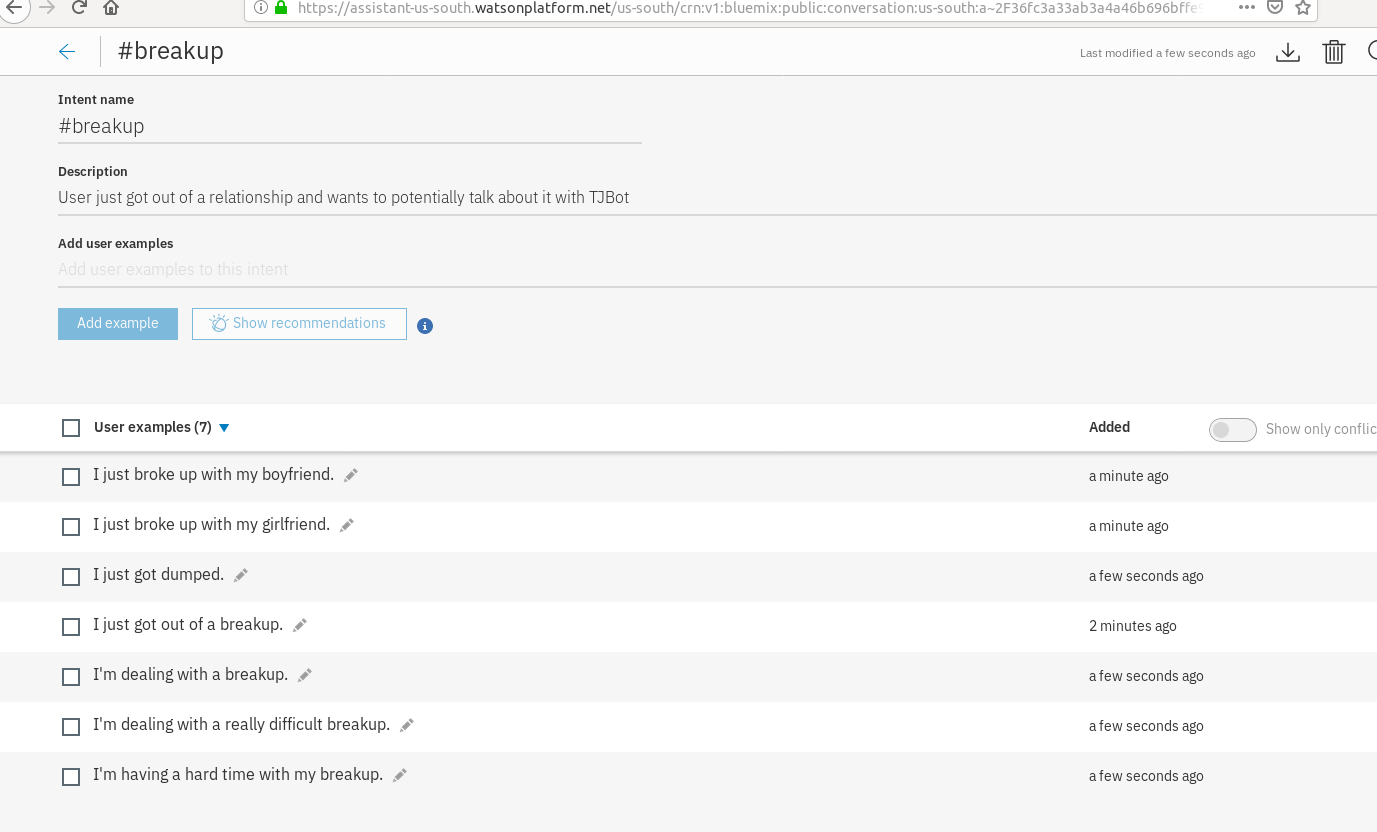 https://assistant-us-south.watsonplatform.net/us-south/crn:v1:bluemix:public:conversation:us-south:a~2F36fc3a33ab3a4a46b696bffe
#breakup
Last modified a few seconds ago
Intent name
#breakup
Description
User just got out of a relationship and wants to potentially talk about it with TJBot
Add user examples
Add user examples to this intent
Add example
Show recommendations
User examples (7)
Added
Show only conflic
I just broke up with my boyfriend.
a minute ago
I just broke up with my girlfriend.
a minute ago
I just got dumped.
a few seconds ago
I just got out of a breakup.
2 minutes ago
I'm dealing with a breakup.
a few seconds ago
I'm dealing with a really difficult breakup.
a few seconds ago
I'm having a hard time with my breakup.
a few seconds ago